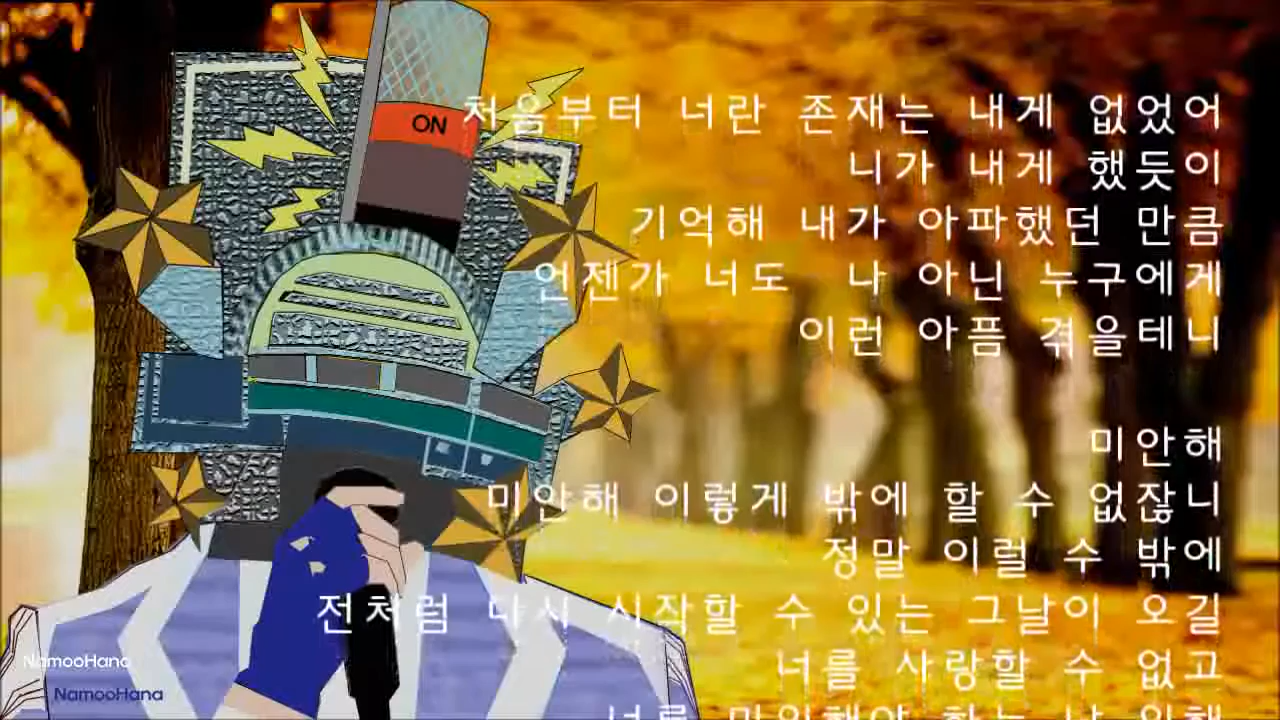 ON
처음부터 너란 존재는 내게 없었어
니가 내게 했듯이
기억해 내가 아파했던 만큼
언젠가 너도 나 아닌 누구에게
이런 아픔 겪을테니
미안해
미안해 이렇게 밖에 할 수 없잖니
정말 이럴 수 밖에
전처럼 다시 시작할 수 있는 그날이 오길
너를 사랑할 수 없고
너를
NamooHana
NamooHana